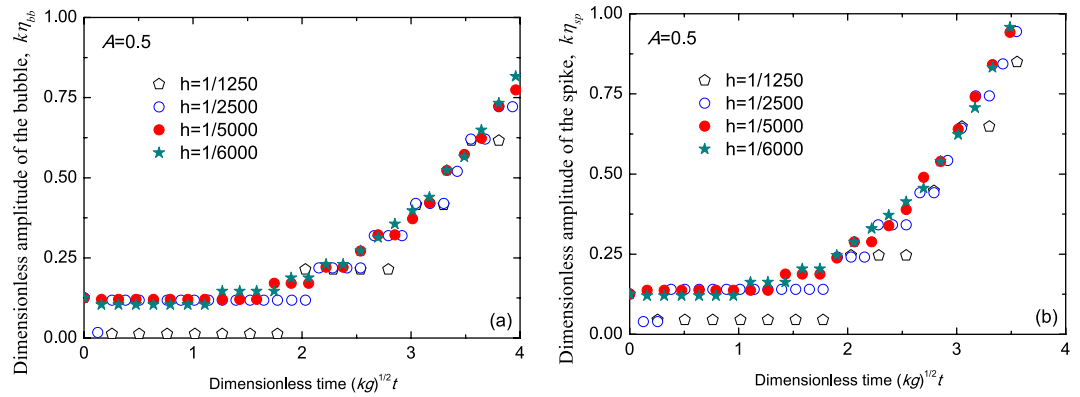 Dimensionless amplitude of the bubble, kη_bb
1.00
0.75
0.50
0.25
0.00
A=0.5
h=1/1250
h=1/2500
h=1/5000
h=1/6000
(a)
0 1 2 3 4
Dimensionless time (kg)^1/2 t
Dimensionless amplitude of the spike, kη_sp
1.00
0.75
0.50
0.25
0.00
A=0.5
h=1/1250
h=1/2500
h=1/5000
h=1/6000
(b)
0 1 2 3 4
Dimensionless time (kg)^1/2 t